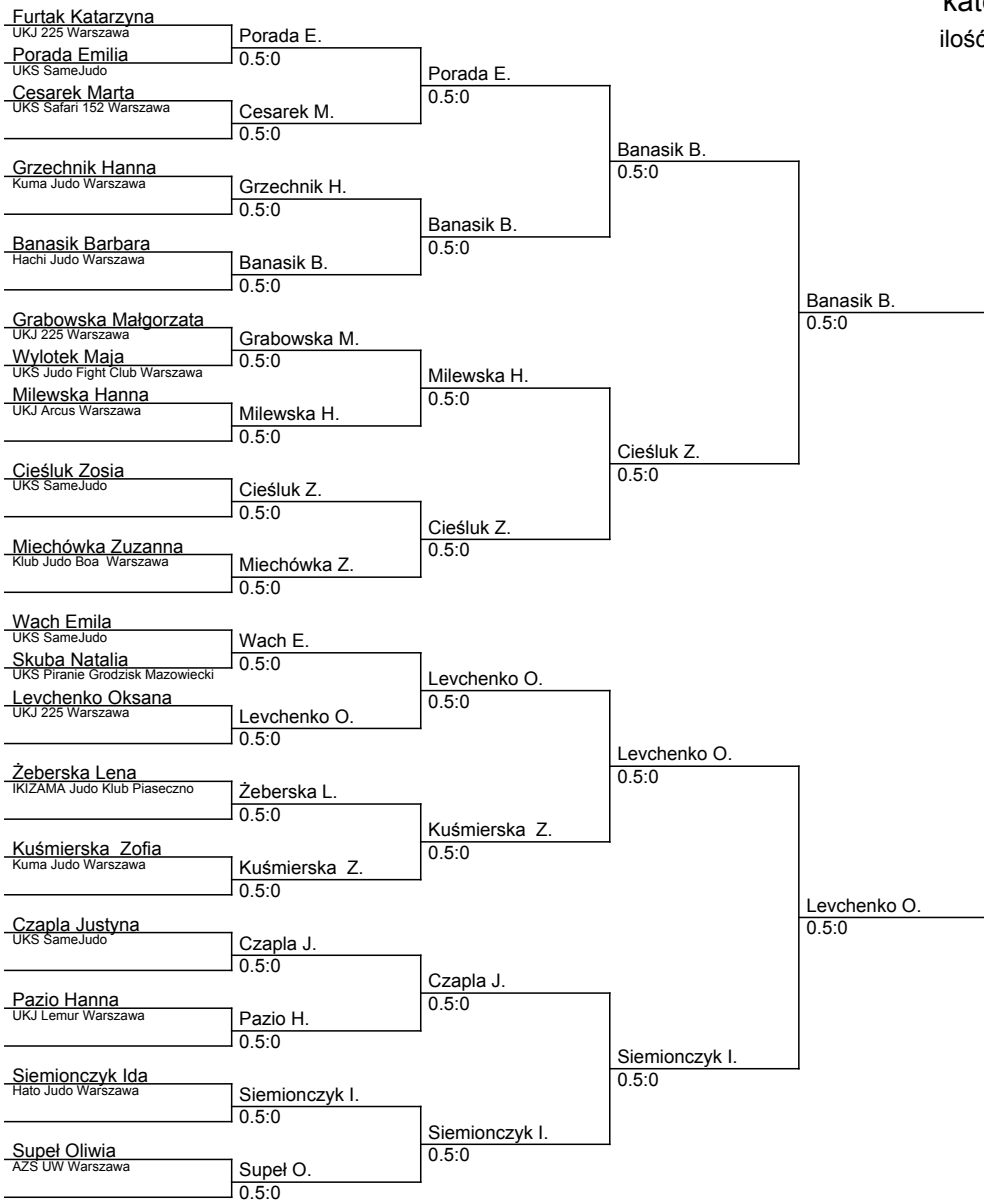 kate
ilość
Furtak Katarzyna
UKJ 225 Warszawa
Porada Emilia
UKS SameJudo
Cesarek Marta
UKS Safari 152 Warszawa
Grzechnik Hanna
Kuma Judo Warszawa
Banasik Barbara
Hachi Judo Warszawa
Grabowska Małgorzata
UKJ 225 Warszawa
Wylotek Maja
UKS Judo Fight Club Warszawa
Milewska Hanna
UKJ Arcus Warszawa
Cieśluk Zosia
UKS SameJudo
Miechówka Zuzanna
Klub Judo Boa Warszawa
Wach Emila
UKS SameJudo
Skuba Natalia
UKS Piranie Grodzisk Mazowiecki
Levchenko Oksana
UKJ 225 Warszawa
Żeberska Lena
IKIZAMA Judo Klub Piaseczno
Kuśmierska Zofia
Kuma Judo Warszawa
Czapla Justyna
UKS SameJudo
Pazio Hanna
UKJ Lemur Warszawa
Siemionczyk Ida
Hato Judo Warszawa
Supeł Oliwia
AZS UW Warszawa
Porada E.
0.5:0
Cesarek M.
0.5:0
Grzechnik H.
0.5:0
Banasik B.
0.5:0
Grabowska M.
0.5:0
Milewska H.
0.5:0
Cieśluk Z.
0.5:0
Miechówka Z.
0.5:0
Wach E.
0.5:0
Levchenko O.
0.5:0
Żeberska L.
0.5:0
Kuśmierska Z.
0.5:0
Czapla J.
0.5:0
Pazio H.
0.5:0
Siemionczyk I.
0.5:0
Supeł O.
0.5:0
Porada E.
0.5:0
Banasik B.
0.5:0
Milewska H.
0.5:0
Cieśluk Z.
0.5:0
Levchenko O.
0.5:0
Kuśmierska Z.
0.5:0
Czapla J.
0.5:0
Siemionczyk I.
0.5:0
Banasik B.
0.5:0
Cieśluk Z.
0.5:0
Levchenko O.
0.5:0
Siemionczyk I.
0.5:0
Banasik B.
0.5:0
Levchenko O.
0.5:0